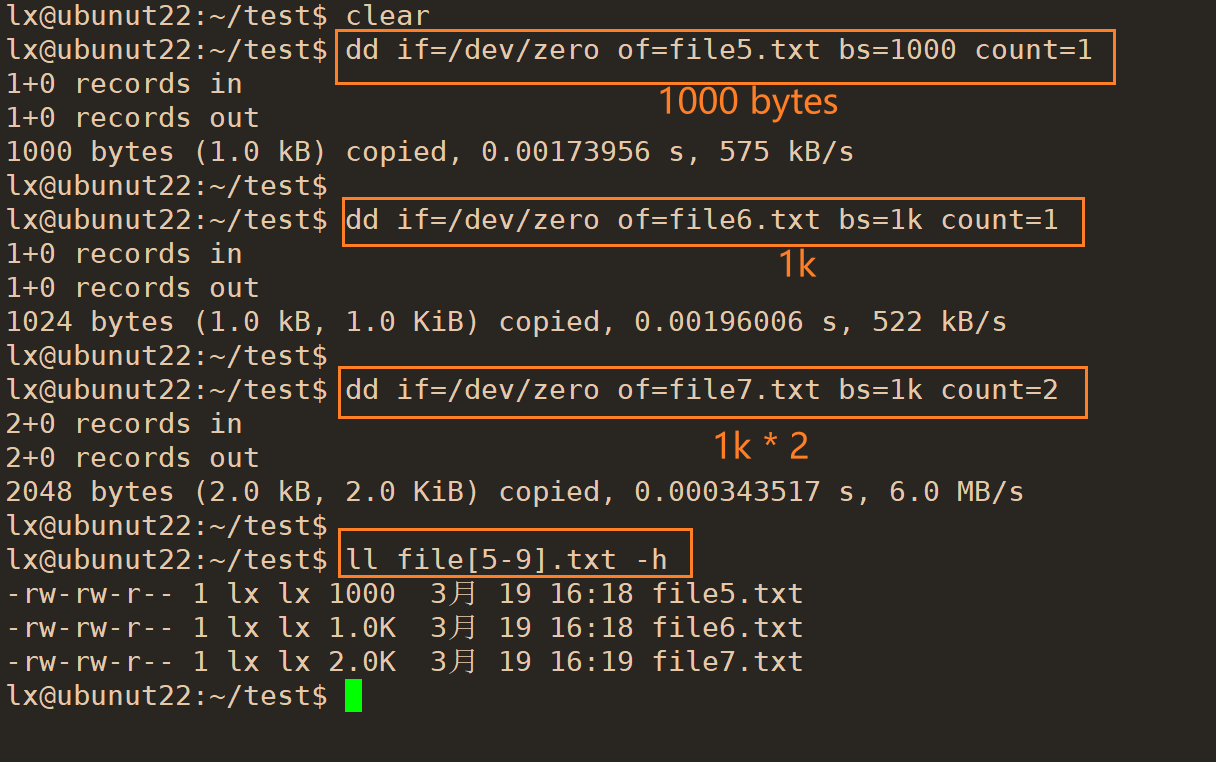 lx@ubunut22:~/test$ clear
lx@ubunut22:~/test$ dd if=/dev/zero of=file5.txt bs=1000 count=1
1+0 records in
1000 bytes
1+0 records out
1000 bytes (1.0 kB) copied, 0.00173956 s, 575 kB/s
lx@ubunut22:~/test$
lx@ubunut22:~/test$ dd if=/dev/zero of=file6.txt bs=1k count=1
1+0 records in
1k
1+0 records out
1024 bytes (1.0 kB, 1.0 KiB) copied, 0.00196006 s, 522 kB/s
lx@ubunut22:~/test$
lx@ubunut22:~/test$ dd if=/dev/zero of=file7.txt bs=1k count=2
2+0 records in
1k * 2
2+0 records out
2048 bytes (2.0 kB, 2.0 KiB) copied, 0.000343517 s, 6.0 MB/s
lx@ubunut22:~/test$
lx@ubunut22:~/test$ ll file[5-9].txt -h
-rw-rw-r-- 1 lx lx 1000  3月 19 16:18 file5.txt
-rw-rw-r-- 1 lx lx 1.0K  3月 19 16:18 file6.txt
-rw-rw-r-- 1 lx lx 2.0K  3月 19 16:19 file7.txt
lx@ubunut22:~/test$